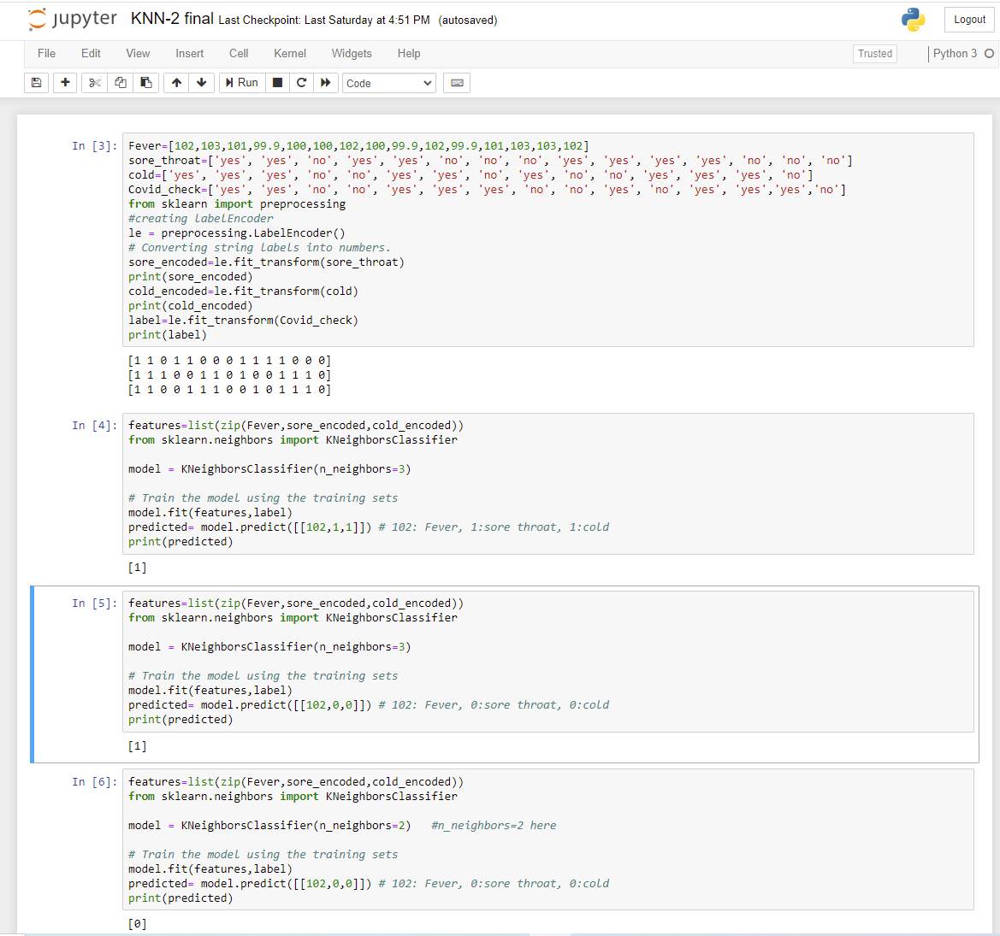 jupyter KNN-2 final Last Checkpoint: Last Saturday at 4:51 PM (autosaved) Logout
File Edit View Insert Cell Kernel Widgets Help Trusted Python 3
Run Code
In [3]: Fever=[102,103,101,99.9,100,100,102,100,99.9,102,99.9,101,103,103,102]
sore_throat=['yes', 'yes', 'no', 'yes', 'yes', 'no', 'no', 'no', 'yes', 'yes', 'yes', 'yes', 'no', 'no', 'no']
cold=['yes', 'yes', 'yes', 'no', 'no', 'yes', 'yes', 'no', 'yes', 'no', 'no', 'yes', 'yes', 'yes', 'no']
Covid_check=['yes', 'yes', 'no', 'no', 'yes', 'yes', 'yes', 'no', 'no', 'yes', 'no', 'yes', 'yes','yes','no']
from sklearn import preprocessing
#creating labelEncoder
le = preprocessing.LabelEncoder()
# Converting string labels into numbers.
sore_encoded=le.fit_transform(sore_throat)
print(sore_encoded)
cold_encoded=le.fit_transform(cold)
print(cold_encoded)
label=le.fit_transform(Covid_check)
print(label)
[1 1 0 1 1 0 0 0 1 1 1 1 0 0 0]
[1 1 1 0 0 1 1 0 1 0 0 1 1 1 0]
[1 1 0 0 1 1 1 0 0 1 0 1 1 1 0]
In [4]: features=list(zip(Fever,sore_encoded,cold_encoded))
from sklearn.neighbors import KNeighborsClassifier
model = KNeighborsClassifier(n_neighbors=3)
# Train the model using the training sets
model.fit(features,label)
predicted= model.predict([[102,1,1]]) # 102: Fever, 1:sore throat, 1:cold
print(predicted)
[1]
In [5]: features=list(zip(Fever,sore_encoded,cold_encoded))
from sklearn.neighbors import KNeighborsClassifier
model = KNeighborsClassifier(n_neighbors=3)
# Train the model using the training sets
model.fit(features,label)
predicted= model.predict([[102,0,0]]) # 102: Fever, 0:sore throat, 0:cold
print(predicted)
[1]
In [6]: features=list(zip(Fever,sore_encoded,cold_encoded))
from sklearn.neighbors import KNeighborsClassifier
model = KNeighborsClassifier(n_neighbors=2) #n_neighbors=2 here
# Train the model using the training sets
model.fit(features,label)
predicted= model.predict([[102,0,0]]) # 102: Fever, 0:sore throat, 0:cold
print(predicted)
[0]